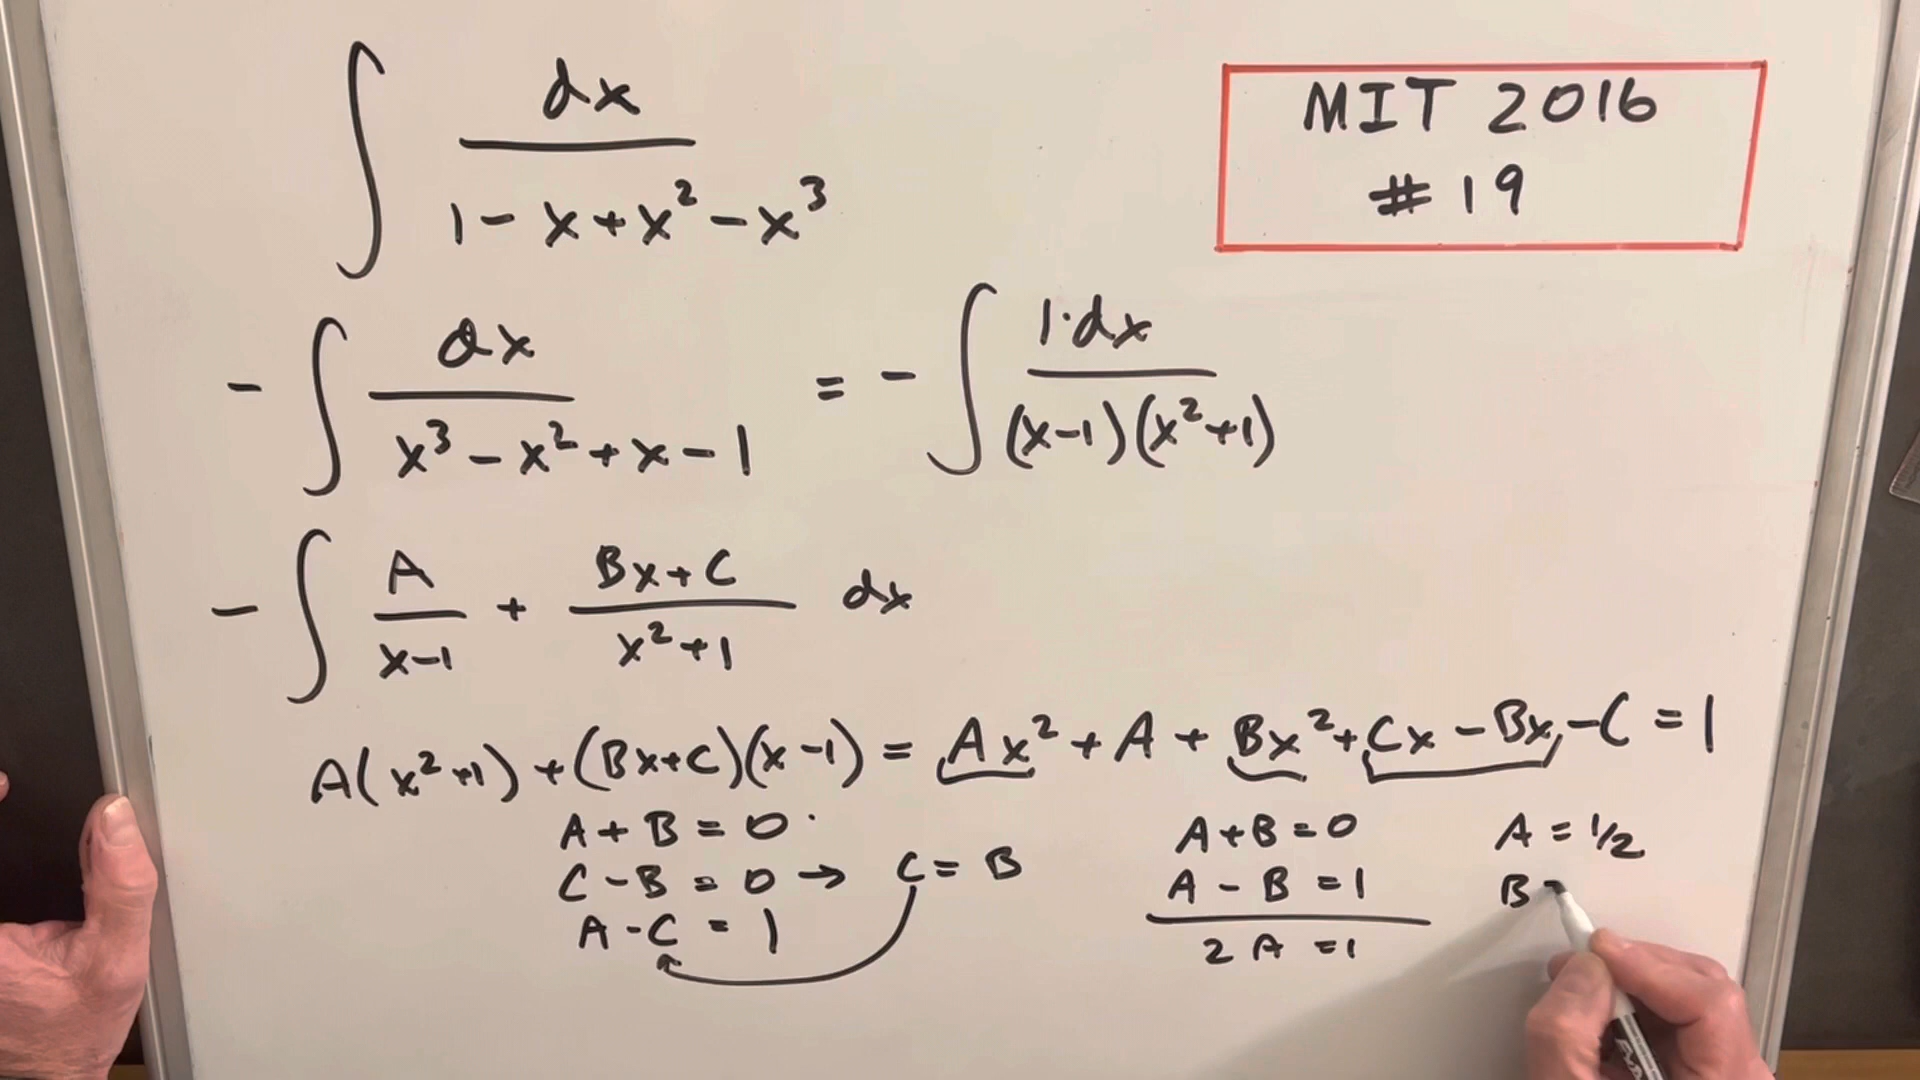 ∫ dx / (1 - x + x² - x³)
MIT 2016
# 19
- ∫ dx / (x³ - x² + x - 1) = - ∫ 1·dx / ((x-1)(x²+1))
- ∫ A / (x-1) + (Bx+C) / (x²+1) dx
A(x²+1) + (Bx+C)(x-1) = Ax² + A + Bx² + Cx - Bx - C = 1
A + B = 0
C - B = 0 → C = B
A - C = 1
A + B = 0
A - B = 1
2A = 1
A = 1/2
B =